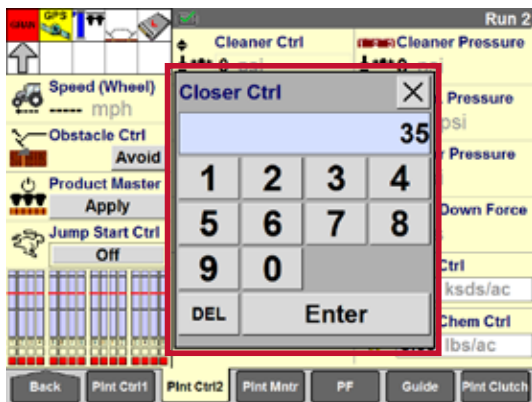 GRAN GPS
Run 2
Cleaner Ctrl
Cleaner Pressure
Speed (Wheel)
----- mph
Closer Ctrl
Pressure
psi
35
Obstacle Ctrl
Avoid
Pressure
1 2 3 4
Product Master
Apply
Down Force
5 6 7 8
Jump Start Ctrl
Off
9 0
Ctrl
ksds/ac
DEL Enter
Chem Ctrl
lbs/ac
Back Plnt Ctrl1 Plnt Ctrl2 Plnt Mntr PF Guide Plnt Clutch